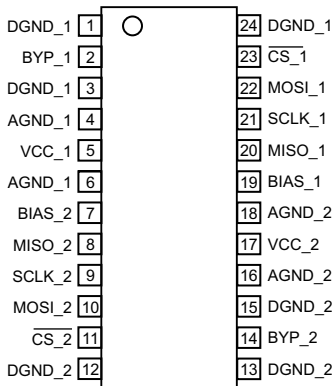 DGND_1 1 24 DGND_1
BYP_1 2 23 C̅S̅_̅1̅
DGND_1 3 22 MOSI_1
AGND_1 4 21 SCLK_1
VCC_1 5 20 MISO_1
AGND_1 6 19 BIAS_1
BIAS_2 7 18 AGND_2
MISO_2 8 17 VCC_2
SCLK_2 9 16 AGND_2
MOSI_2 10 15 DGND_2
C̅S̅_̅2̅ 11 14 BYP_2
DGND_2 12 13 DGND_2